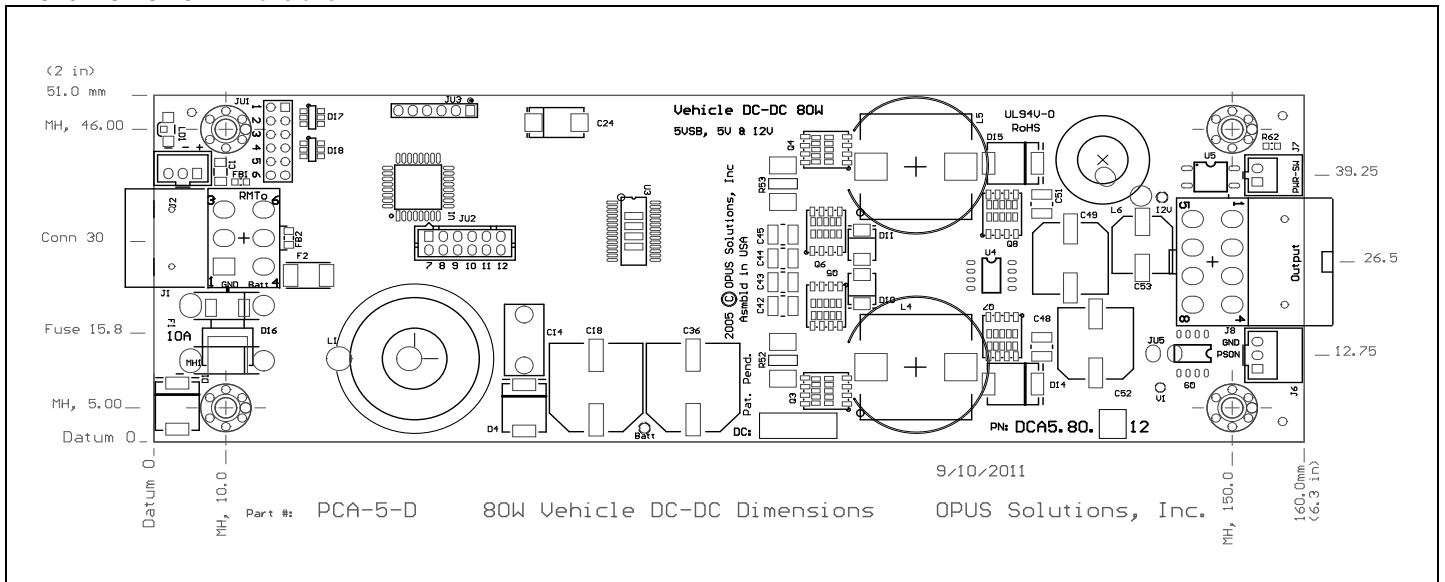 (2 in)
51.0 mm
MH, 46.00
Conn 30
Fuse 15.8
MH, 5.00
Datum 0
Datum 0
MH, 10.0
LD1
- - +
JU1
1
2
3
4
5
6
D17
D18
C1
FB1
RMTo
J2
3
6
FB2
F2
1
GND
Batt
4
J1
F1
10A
D16
MH1
D1
JU3
C24
U1
JU2
7 8 9 10 11 12
U3
L1
C14
D4
C18
C36
Batt
Vehicle DC-DC 80W
5VSB, 5V & 12V
2005 © OPUS Solutions, Inc
Asmbld in USA
Pat. Pend.
DC:
Q4
R53
C45
C44
C43
C42
R52
Q3
Q6
Q5
D11
D10
L5
L4
D15
Q8
U4
Q7
D14
UL94V-0
RoHS
C51
C49
C48
C52
L6
C53
12V
U5
R62
J7
PWR-SW
5
1
8
4
Output
JU5
Q9
V1
J8
GND
PSON
J6
PN: DCA5.80. 12
39.25
26.5
12.75
MH, 150.0
160.0mm
(6.3 in)
9/10/2011
Part #: PCA-5-D 80W Vehicle DC-DC Dimensions OPUS Solutions, Inc.